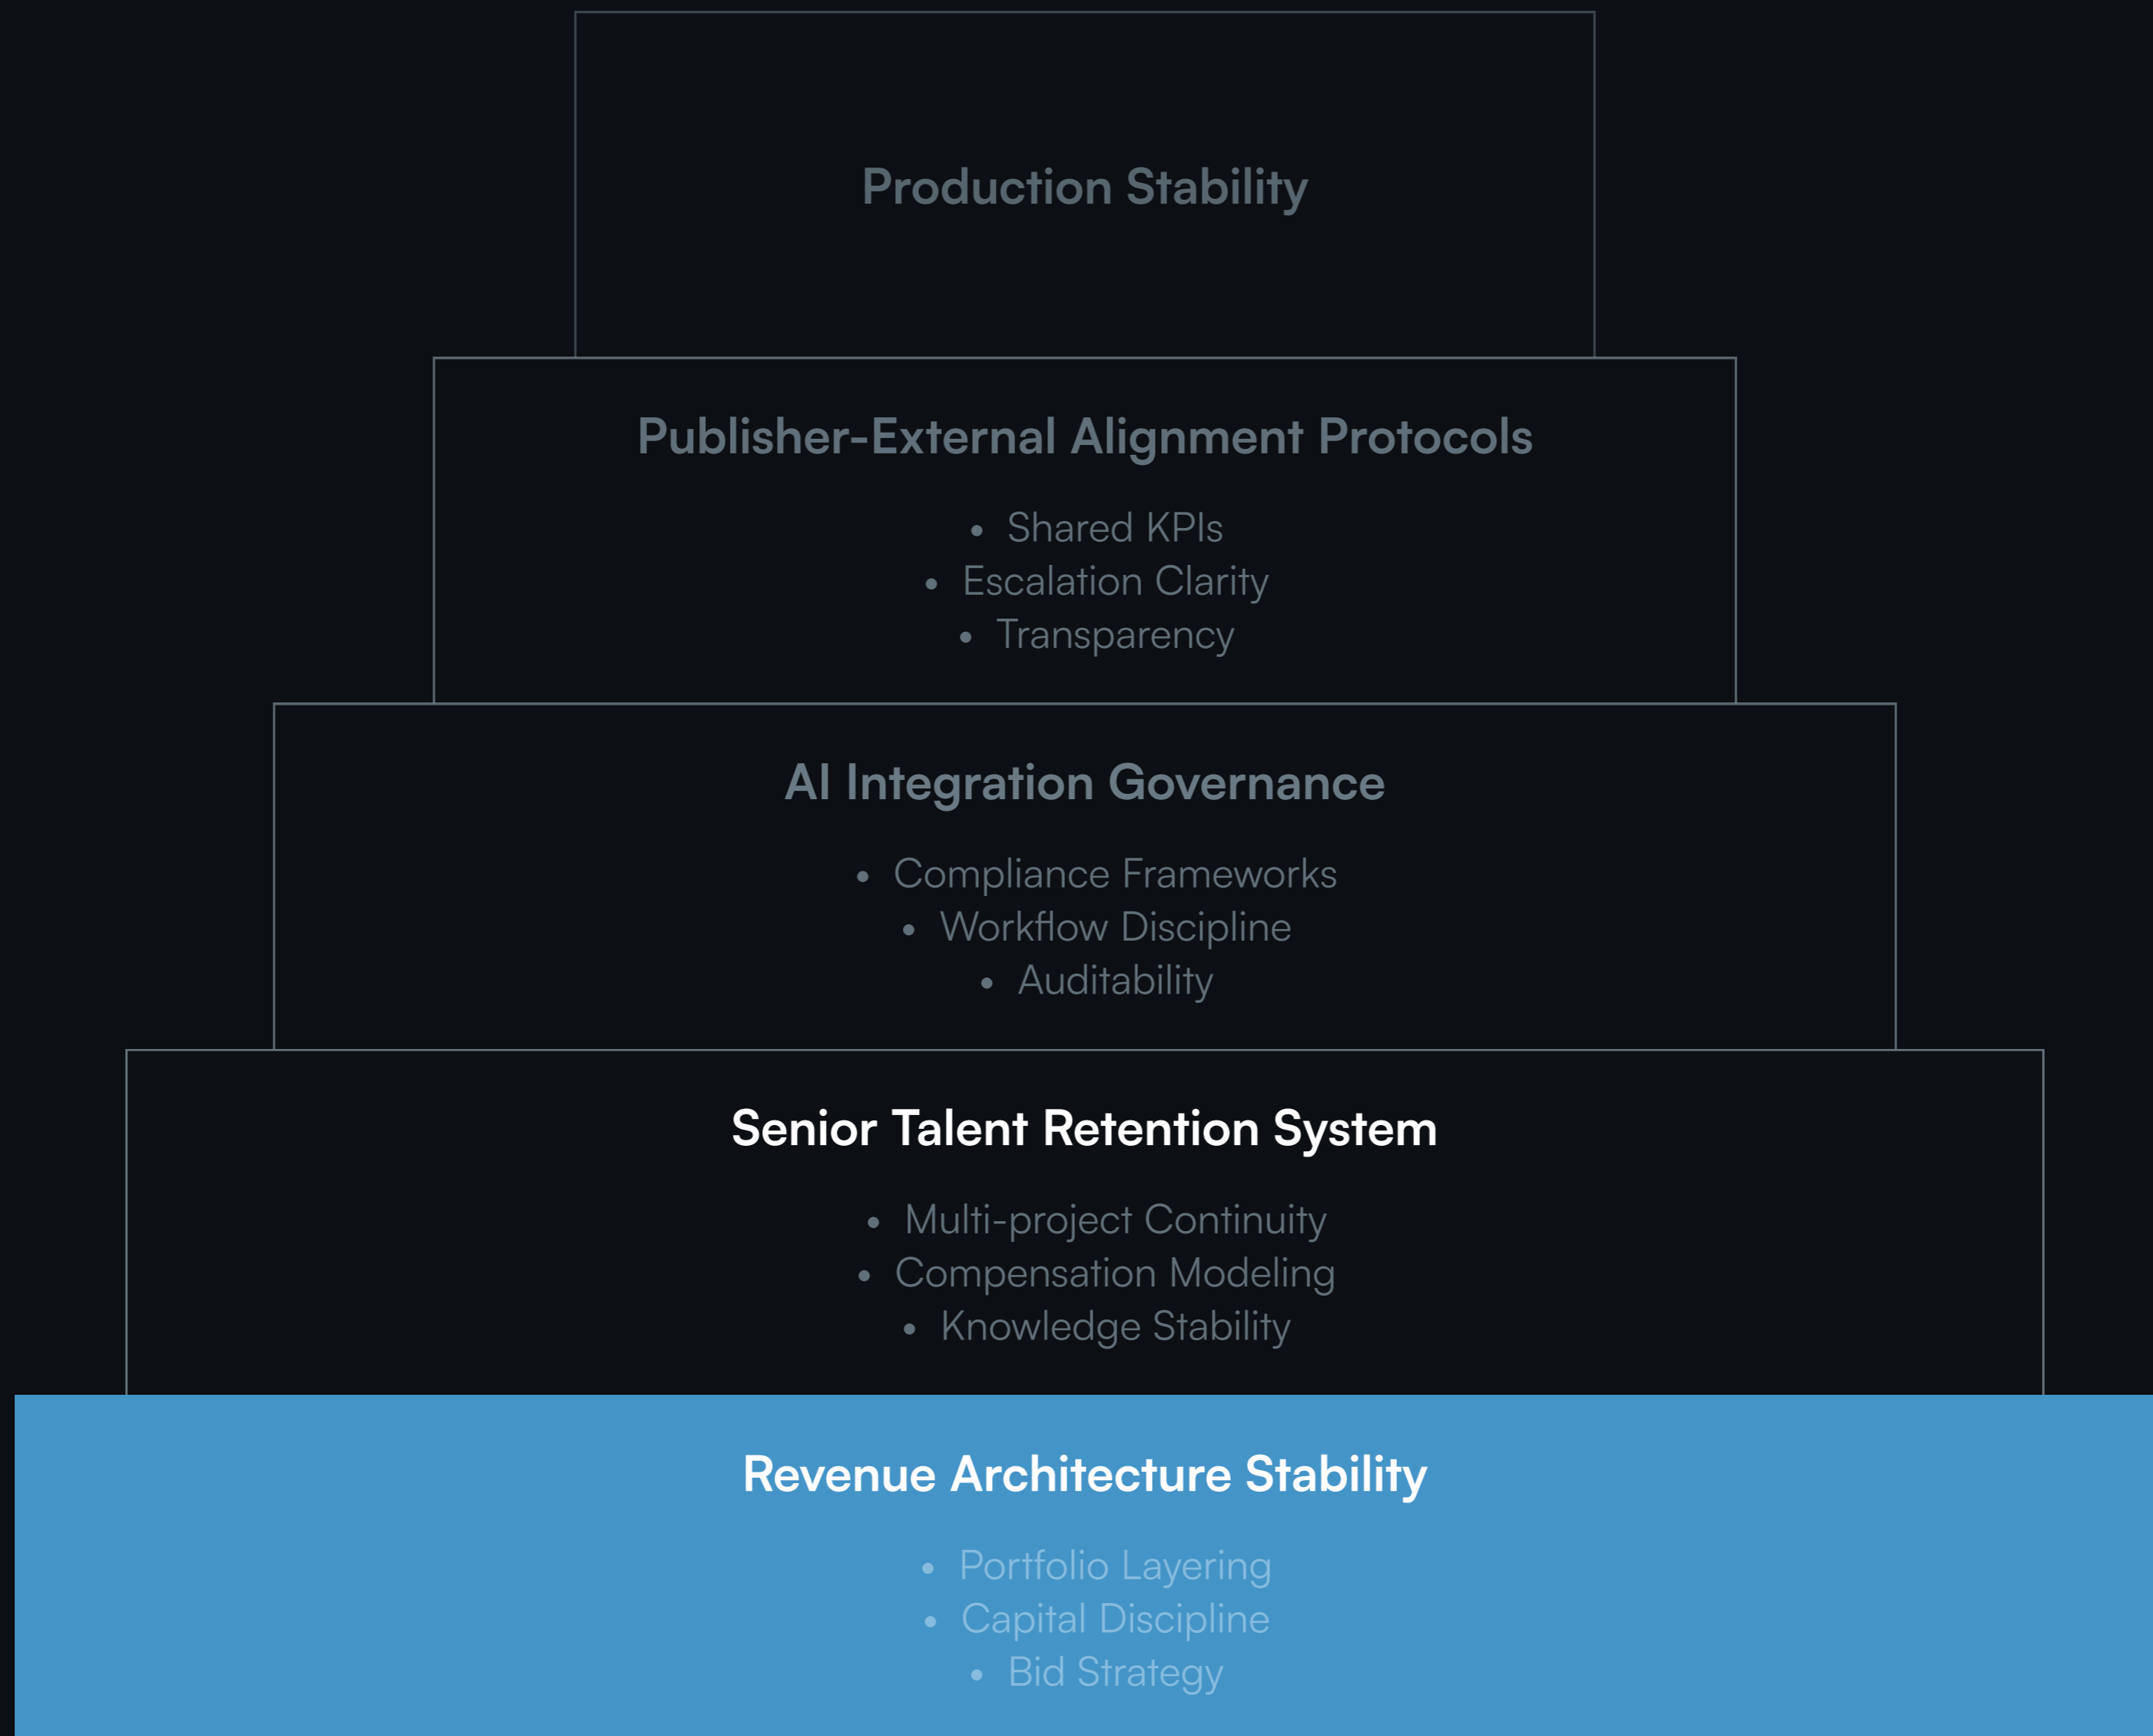 Production Stability
Publisher-External Alignment Protocols
• Shared KPIs
• Escalation Clarity
• Transparency
AI Integration Governance
• Compliance Frameworks
• Workflow Discipline
• Auditability
Senior Talent Retention System
• Multi-project Continuity
• Compensation Modeling
• Knowledge Stability
Revenue Architecture Stability
• Portfolio Layering
• Capital Discipline
• Bid Strategy